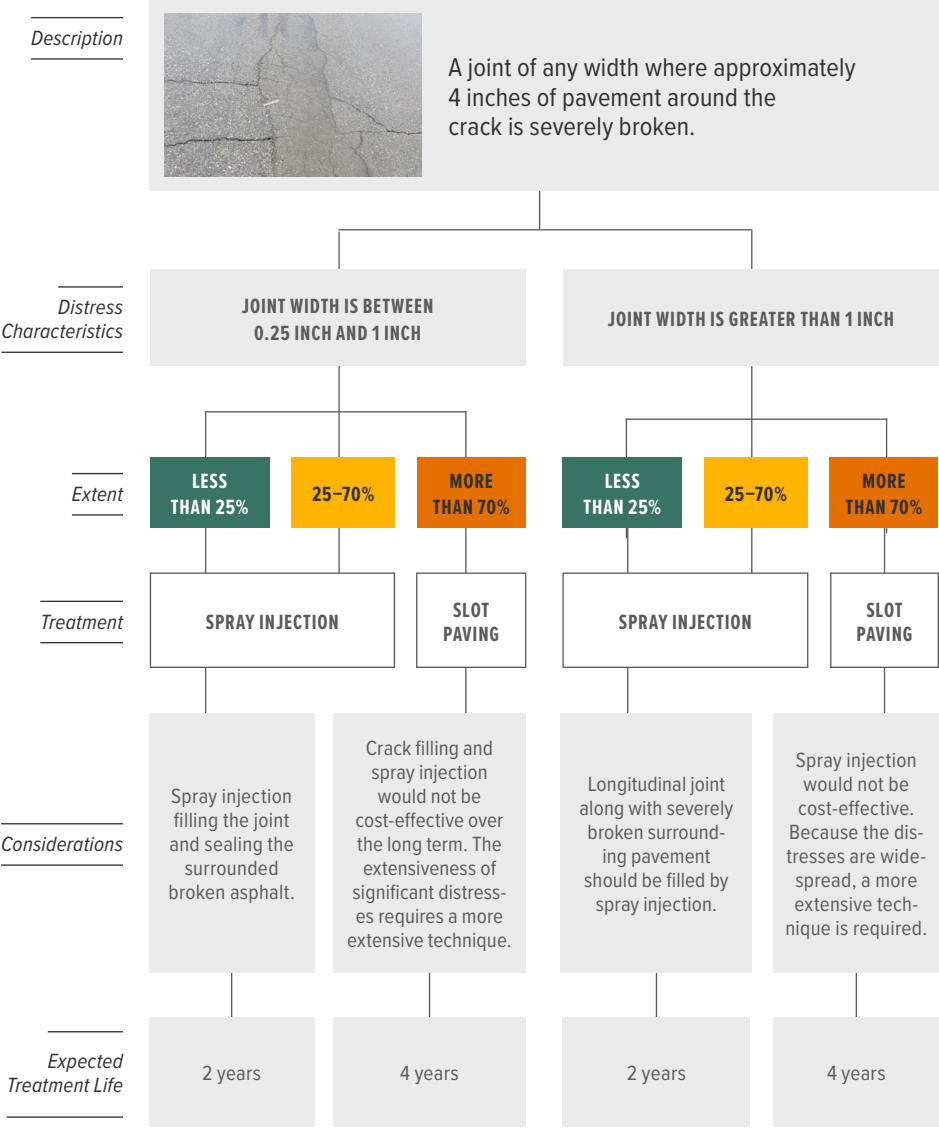 Description
A joint of any width where approximately
4 inches of pavement around the
crack is severely broken.
Distress
Characteristics
JOINT WIDTH IS BETWEEN
0.25 INCH AND 1 INCH
JOINT WIDTH IS GREATER THAN 1 INCH
Extent
LESS
THAN 25%
25–70%
MORE
THAN 70%
LESS
THAN 25%
25–70%
MORE
THAN 70%
Treatment
SPRAY INJECTION
SLOT
PAVING
SPRAY INJECTION
SLOT
PAVING
Considerations
Spray injection
filling the joint
and sealing the
surrounded
broken asphalt.
Crack filling and
spray injection
would not be
cost-effective over
the long term. The
extensiveness of
significant distress-
es requires a more
extensive technique.
Longitudinal joint
along with severely
broken surround-
ing pavement
should be filled by
spray injection.
Spray injection
would not be
cost-effective.
Because the dis-
tresses are wide-
spread, a more
extensive tech-
nique is required.
Expected
Treatment Life
2 years
4 years
2 years
4 years